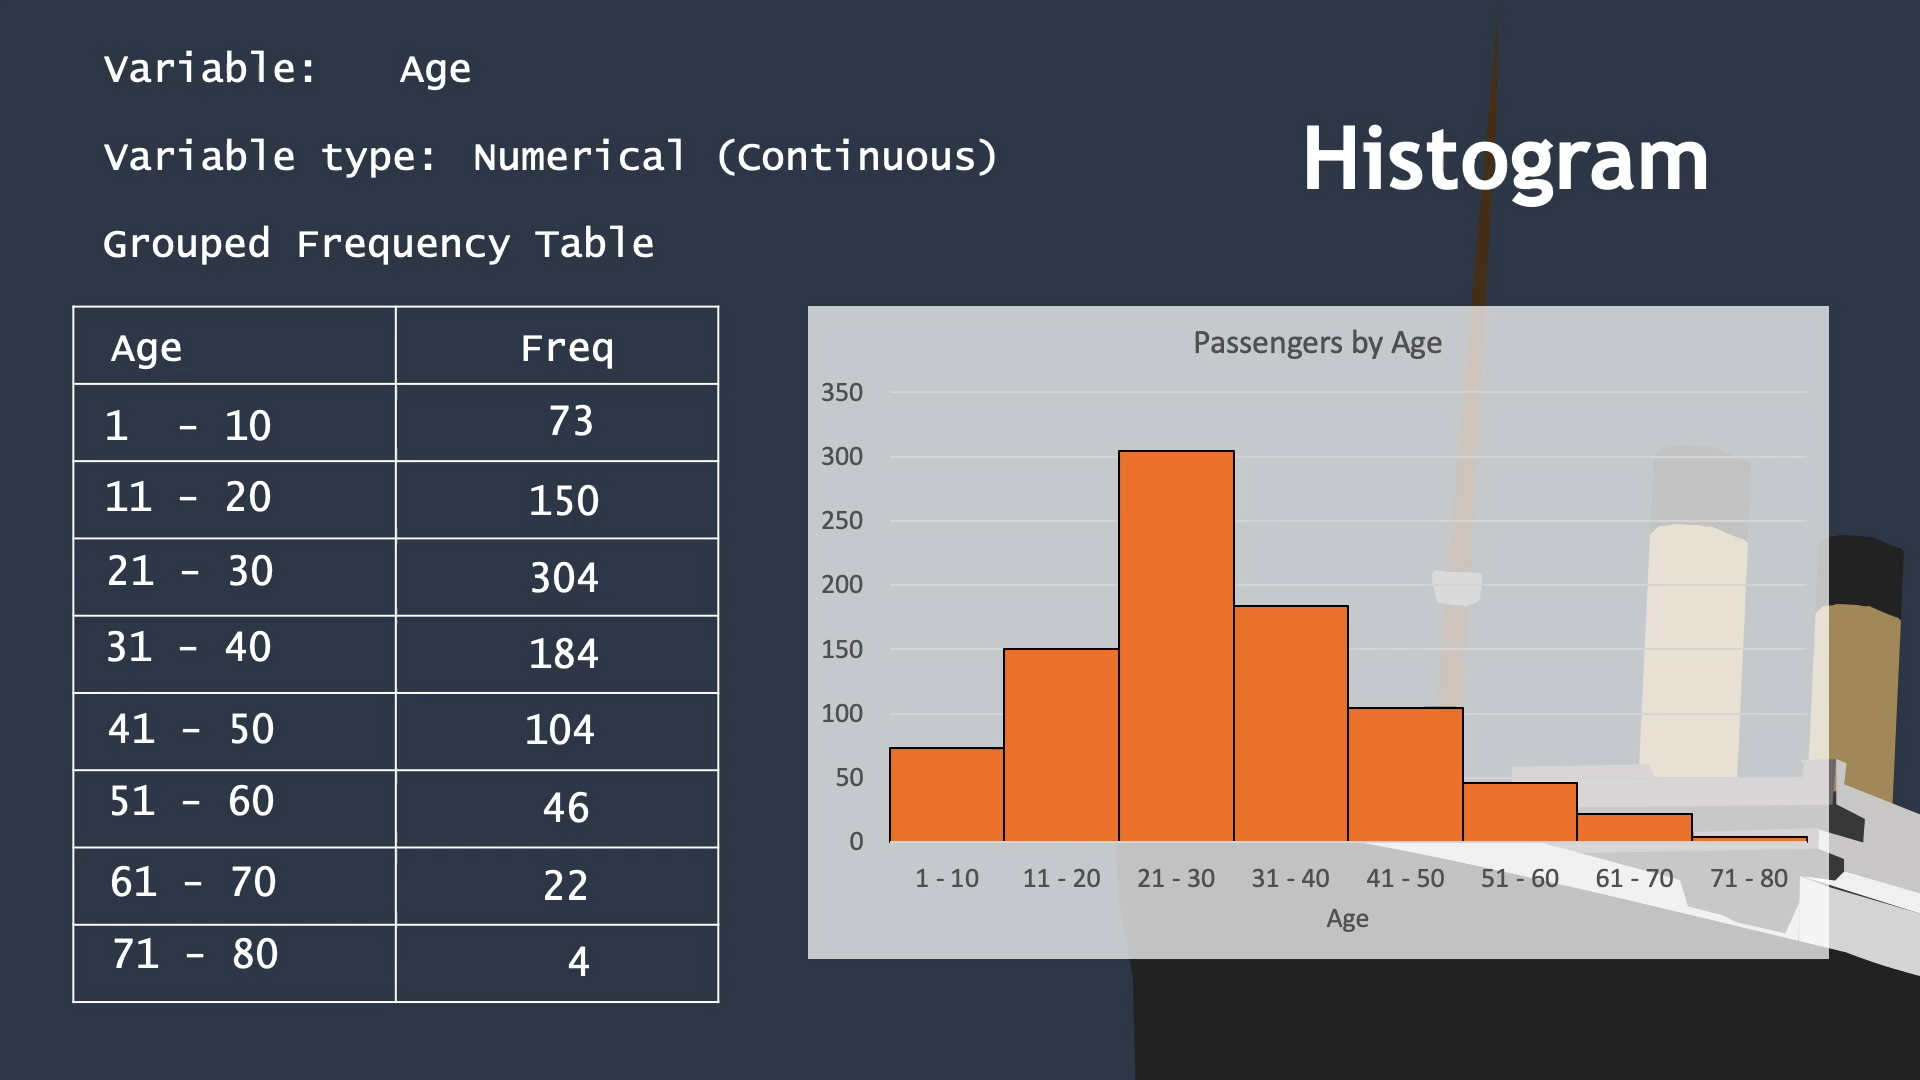 Variable: Age
Variable type: Numerical (Continuous)
Grouped Frequency Table
Histogram
Age Freq
1 - 10 73
11 - 20 150
21 - 30 304
31 - 40 184
41 - 50 104
51 - 60 46
61 - 70 22
71 - 80 4
Passengers by Age
350
300
250
200
150
100
50
0
1 - 10 11 - 20 21 - 30 31 - 40 41 - 50 51 - 60 61 - 70 71 - 80
Age